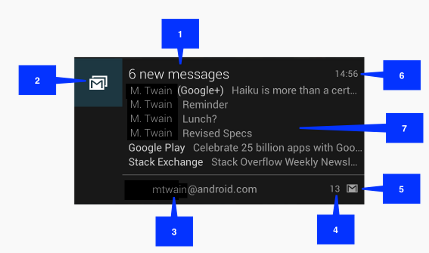 1
2
6 new messages
14:56
6
M. Twain (Google+) Haiku is more than a cert...
M. Twain Reminder
M. Twain Lunch?
M. Twain Revised Specs
7
Google Play Celebrate 25 billion apps with Goo...
Stack Exchange Stack Overflow Weekly Newsl...
mtwain@android.com
13
5
3
4